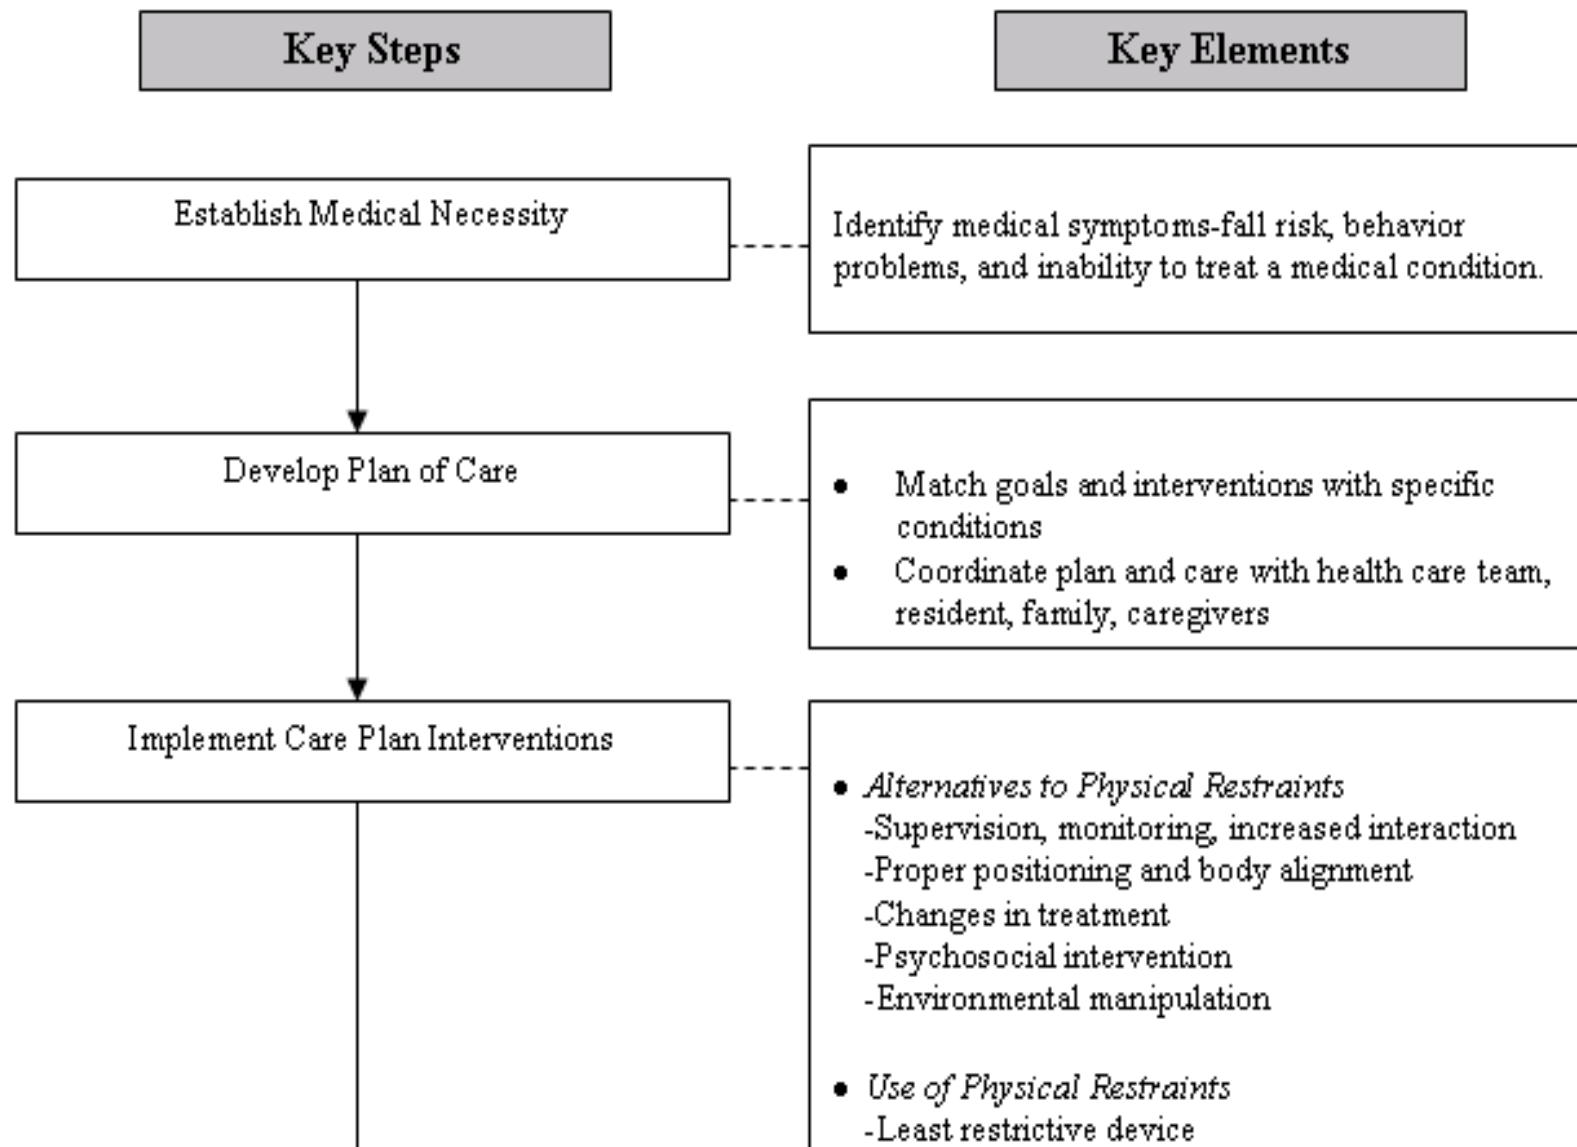 Key Steps
Key Elements
Establish Medical Necessity
Identify medical symptoms-fall risk, behavior
problems, and inability to treat a medical condition.
Develop Plan of Care
● Match goals and interventions with specific
conditions
● Coordinate plan and care with health care team,
resident, family, caregivers
Implement Care Plan Interventions
● Alternatives to Physical Restraints
-Supervision, monitoring, increased interaction
-Proper positioning and body alignment
-Changes in treatment
-Psychosocial intervention
-Environmental manipulation
● Use of Physical Restraints
-Least restrictive device